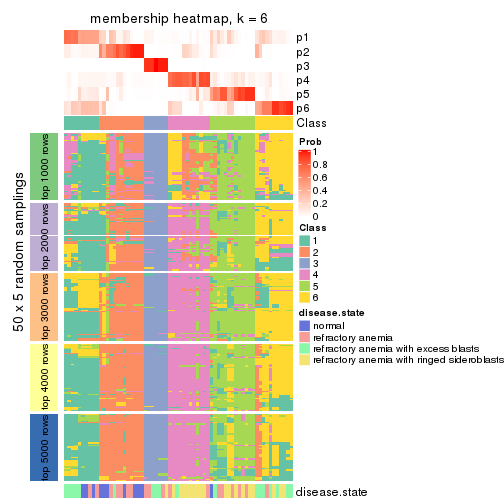 membership heatmap, k = 6
p1
p2
p3
p4
p5
p6
Class
Prob
1
0.8
0.6
0.4
0.2
0
Class
1
2
3
4
5
6
disease.state
normal
refractory anemia
refractory anemia with excess blasts
refractory anemia with ringed sideroblasts
50 x 5 random samplings
top 1000 rows
top 2000 rows
top 3000 rows
top 4000 rows
top 5000 rows
disease.state